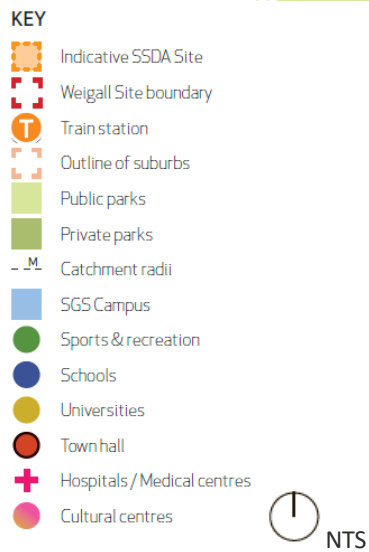 KEY
Indicative SSDA Site
Weigall Site boundary
T Train station
Outline of suburbs
Public parks
Private parks
M Catchment radii
SGS Campus
Sports & recreation
Schools
Universities
Town hall
Hospitals / Medical centres
Cultural centres
NTS